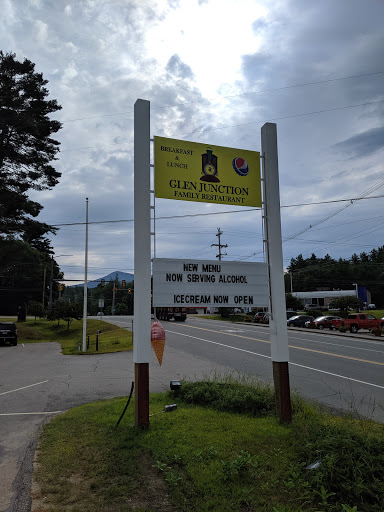 BREAKFAST
& LUNCH
GLEN JUNCTION
FAMILY RESTAURANT
NEW MENU
NOW SERVING ALCOHOL
ICECREAM NOW OPEN